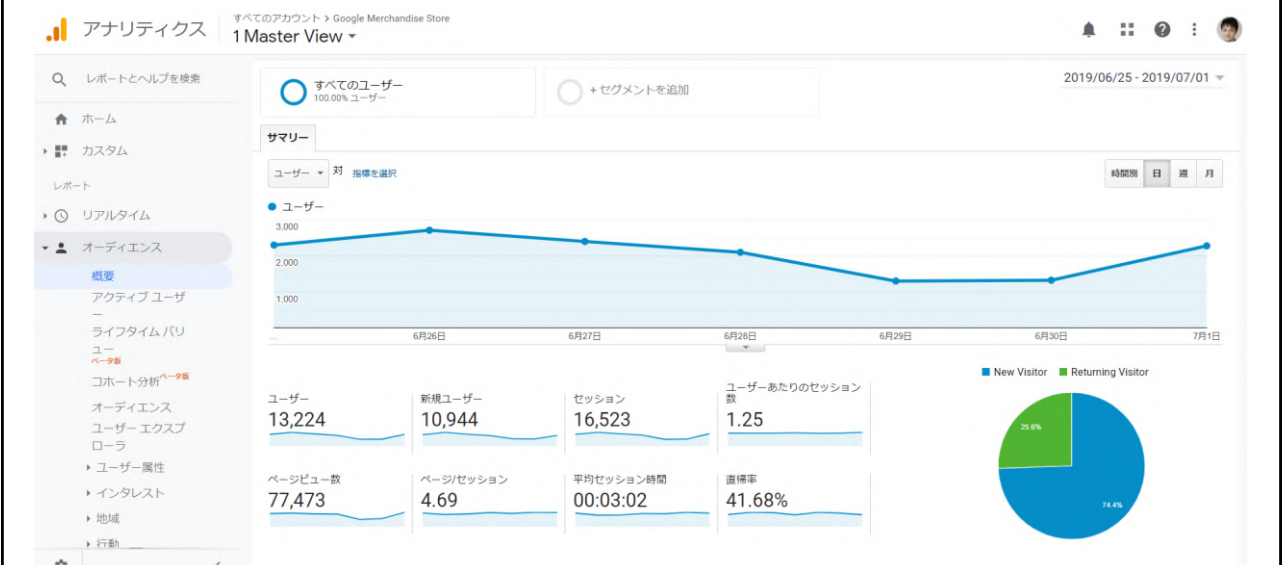 アナリティクス
すべてのアカウント > Google Merchandise Store
1 Master View
レポートとヘルプを検索
ホーム
カスタム
レポート
リアルタイム
オーディエンス
概要
アクティブ ユーザ
ー
ライフタイム バリ
ュー
ベータ版
コホート分析 ベータ版
オーディエンス
ユーザー エクスプ
ローラ
ユーザー属性
インタレスト
地域
行動
すべてのユーザー
100.00% ユーザー
+ セグメントを追加
2019/06/25 - 2019/07/01
サマリー
ユーザー 対 指標を選択
時間別 日 週 月
ユーザー
3,000
2,000
1,000
... 6月26日 6月27日 6月28日 6月29日 6月30日 7月1日
ユーザー
13,224
新規ユーザー
10,944
セッション
16,523
ユーザーあたりのセッション
数
1.25
ページビュー数
77,473
ページ/セッション
4.69
平均セッション時間
00:03:02
直帰率
41.68%
New Visitor Returning Visitor
25.6%
74.4%